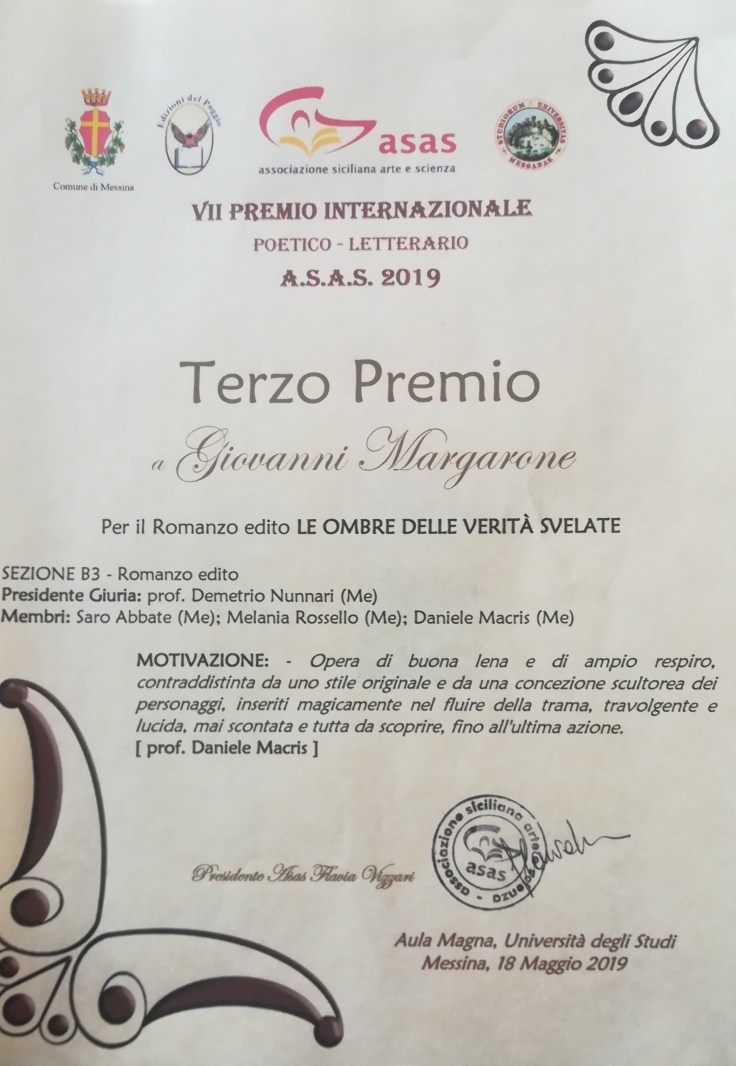 Comune di Messina
Edizioni del Poggio
asas
associazione siciliana arte e scienza
STUDIORUM UNIVERSITAS MESSANAE
VII PREMIO INTERNAZIONALE
POETICO - LETTERARIO
A.S.A.S. 2019
Terzo Premio
a Giovanni Margarone
Per il Romanzo edito LE OMBRE DELLE VERITÀ SVELATE
SEZIONE B3 - Romanzo edito
Presidente Giuria: prof. Demetrio Nunnari (Me)
Membri: Saro Abbate (Me); Melania Rossello (Me); Daniele Macris (Me)
MOTIVAZIONE: - Opera di buona lena e di ampio respiro,
contraddistinta da uno stile originale e da una concezione scultorea dei
personaggi, inseriti magicamente nel fluire della trama, travolgente e
lucida, mai scontata e tutta da scoprire, fino all'ultima azione.
[ prof. Daniele Macris ]
associazione siciliana arte e scienza -
asas
Presidente Asas Flavia Vizzari
Aula Magna, Università degli Studi
Messina, 18 Maggio 2019